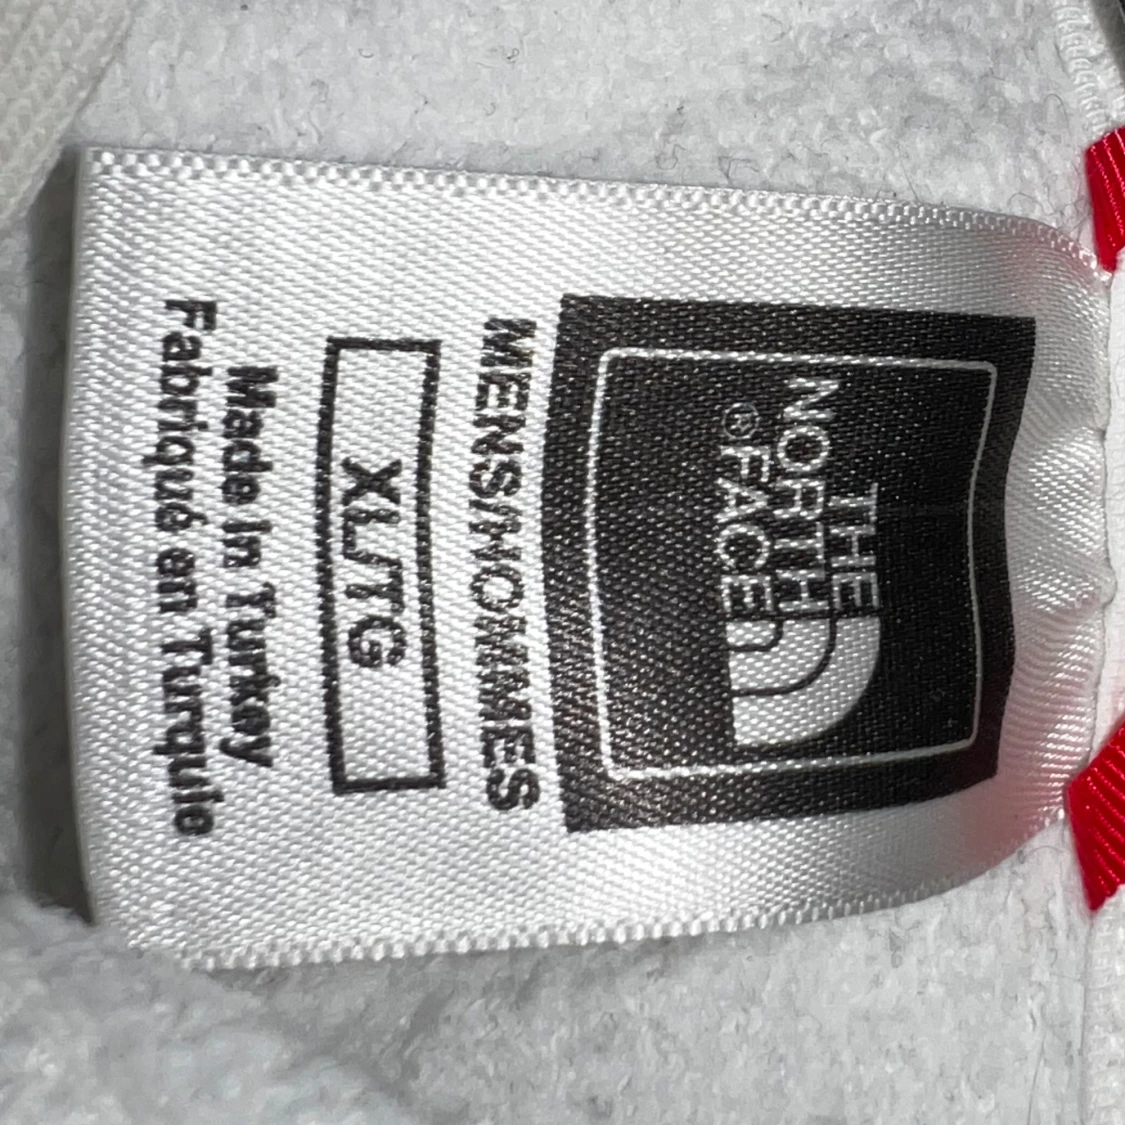 THE
NORTH
FACE®
MENS/HOMMES
XL/TG
Made In Turkey
Fabriqué en Turquie